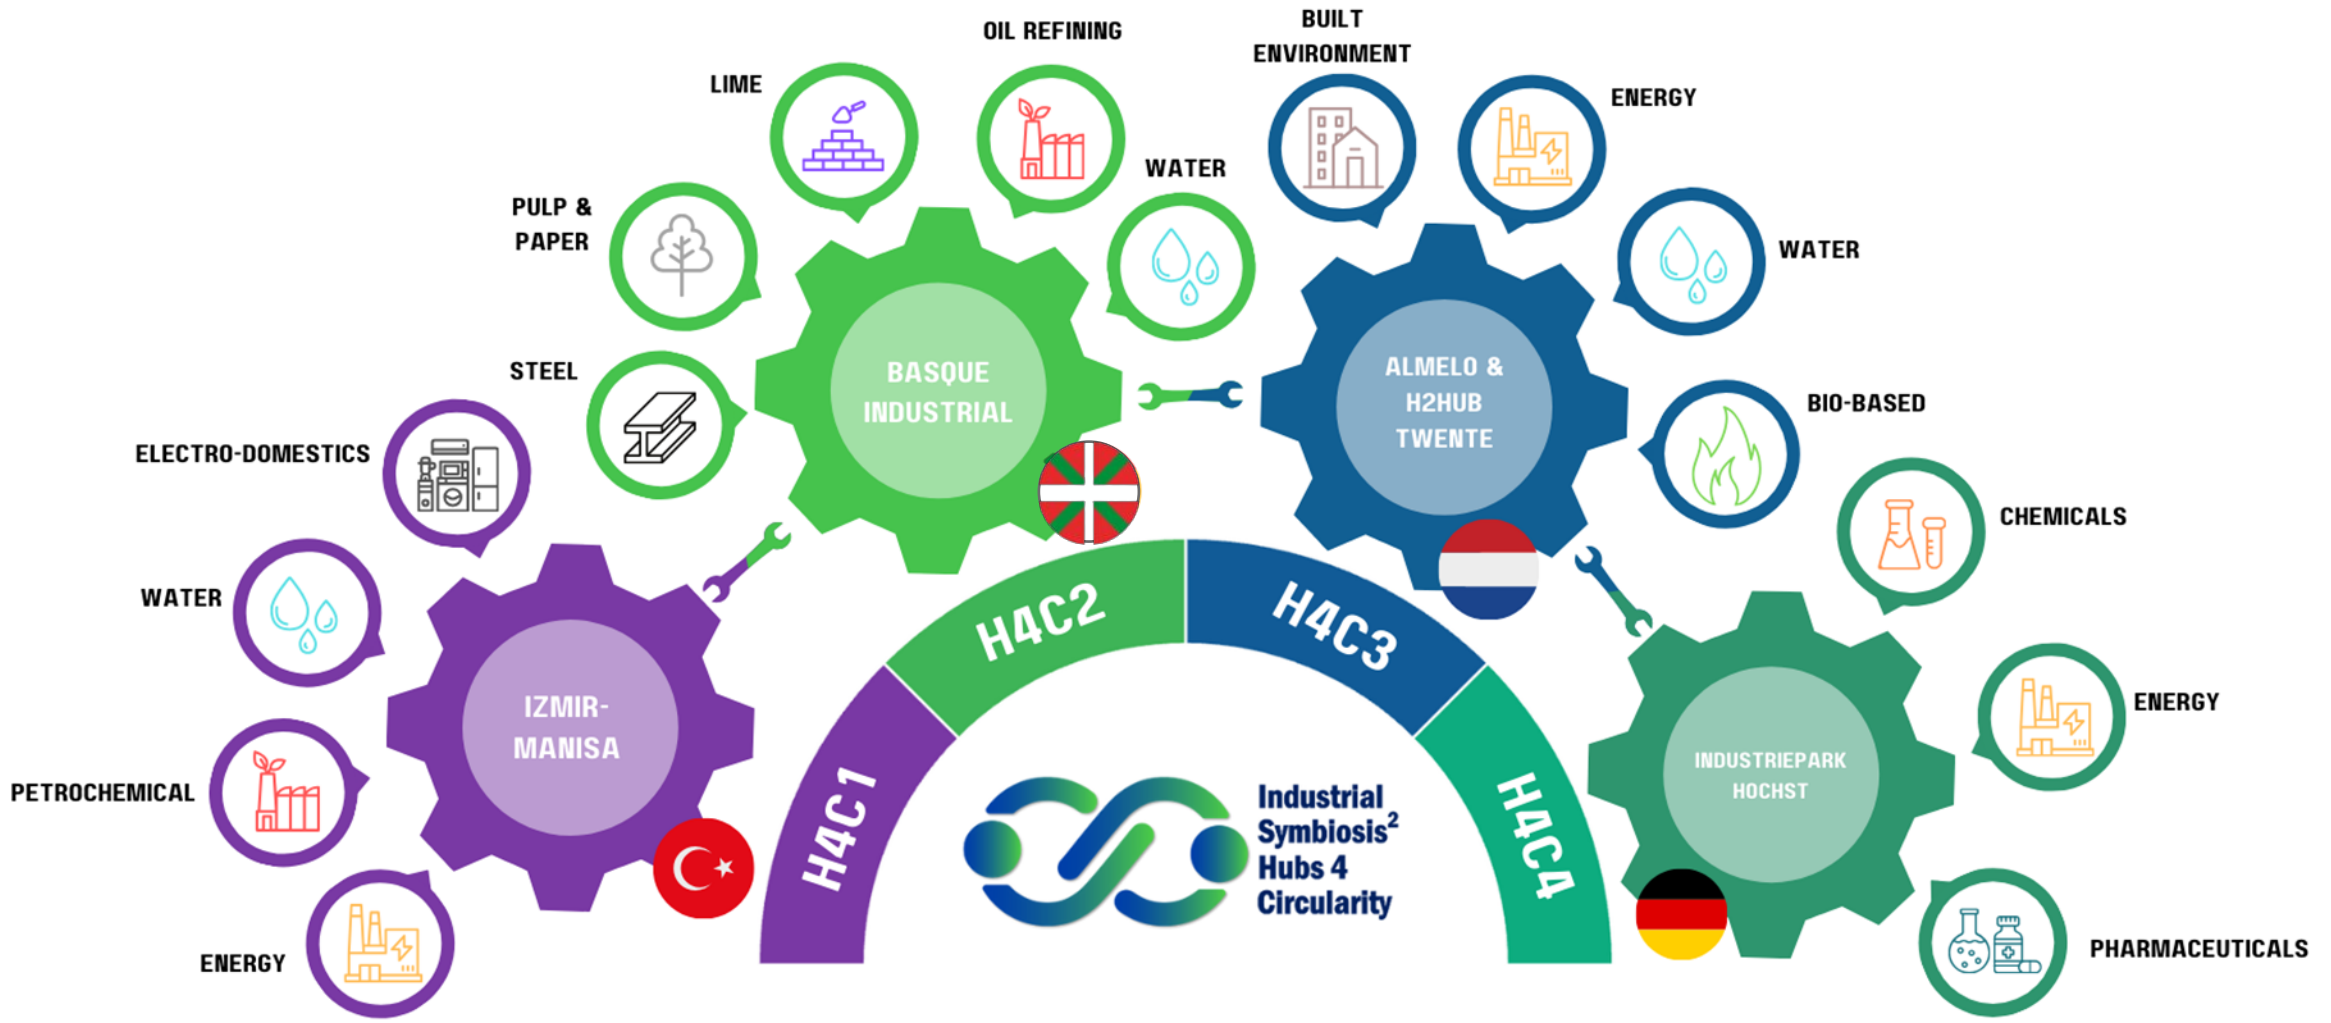 OIL REFINING
BUILT
ENVIRONMENT
LIME
ENERGY
WATER
PULP &
PAPER
WATER
STEEL
BASQUE
INDUSTRIAL
ALMELO &
H2HUB
TWENTE
BIO-BASED
ELECTRO-DOMESTICS
CHEMICALS
WATER
H4C2
H4C3
IZMIR-
MANISA
ENERGY
INDUSTRIEPARK
HOCHST
PETROCHEMICAL
H4C1
Industrial
Symbiosis²
Hubs 4
Circularity
H4C4
ENERGY
PHARMACEUTICALS